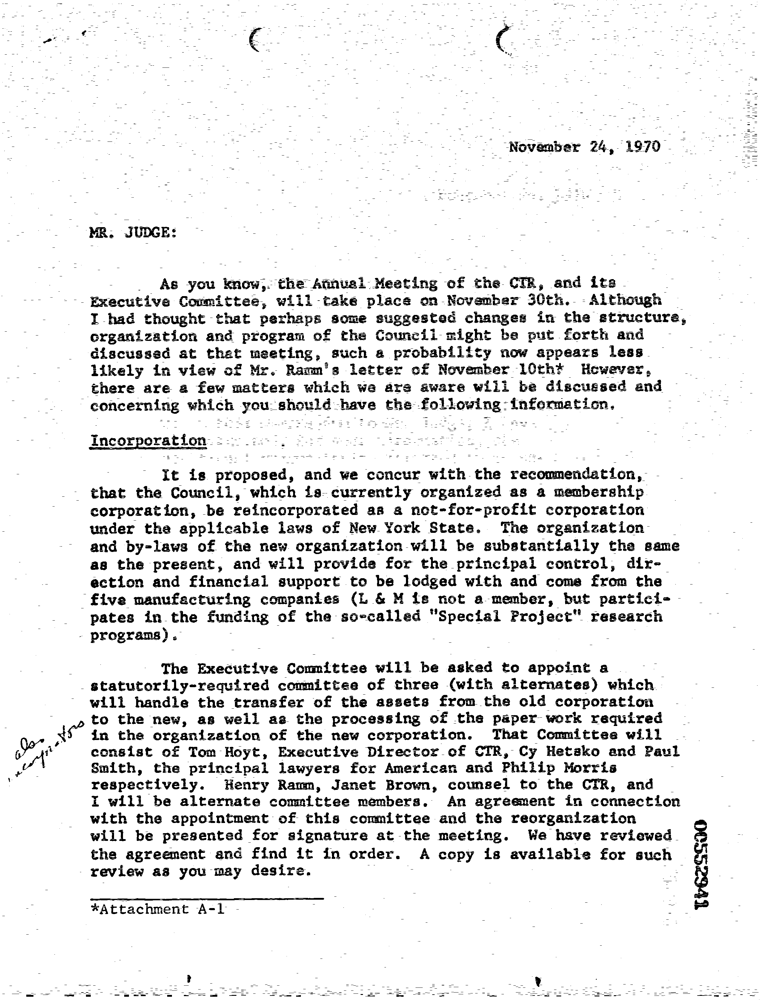 November 24, 1970
MR. JUDGE:
As you know, the Annual Meeting of the CTR, and its
Executive Committee, will take place on November 30th. Although
I had thought that perhaps some suggested changes in the structure,
organization and program of the Council might be put forth and
discussed at that meeting, such a probability now appears less
likely in view of Mr. Ramm's letter of November 10th* However,
there are a few matters which we are aware will be discussed and
concerning which you should have the following information.
Incorporation
It is proposed, and we concur with the recommendation,
that the Council, which is currently organized as a membership
corporation, be reincorporated as a not-for-profit corporation
under the applicable laws of New York State. The organization
and by-laws of the new organization will be substantially the same
as the present, and will provide for the principal control, dir-
ection and financial support to be lodged with and come from the
five manufacturing companies (L & M is not a member, but partici-
pates in the funding of the so-called "Special Project" research
programs).
The Executive Committee will be asked to appoint a
statutorily-required committee of three (with alternates) which
will handle the transfer of the assets from the old corporation
to the new, as well as the processing of the paper work required
in the organization of the new corporation. That Committee will
consist of Tom Hoyt, Executive Director of CTR, Cy Hetsko and Paul
Smith, the principal lawyers for American and Philip Morris
respectively. Henry Ramm, Janet Brown, counsel to the CTR, and
I will be alternate committee members. An agreement in connection
with the appointment of this committee and the reorganization
will be presented for signature at the meeting. We have reviewed
the agreement and find it in order. A copy is available for such
review as you may desire.
also
incorporators
*Attachment A-1
00552941